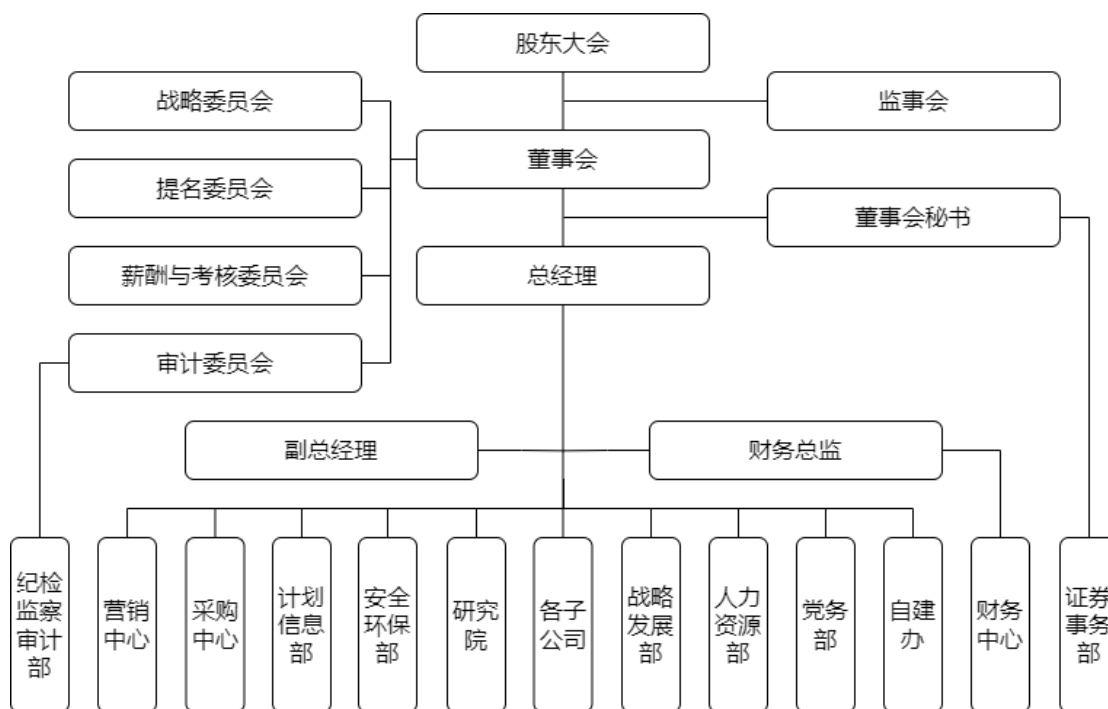 股东大会
战略委员会
监事会
董事会
提名委员会
董事会秘书
薪酬与考核委员会
总经理
审计委员会
副总经理
财务总监
纪检
监察
审计
部
营销
中心
采购
中心
计划
信息
部
安全
环保
部
研究
院
各子
公司
战略
发展
部
人力
资源
部
党务
部
自建
办
财务
中心
证券
事务
部